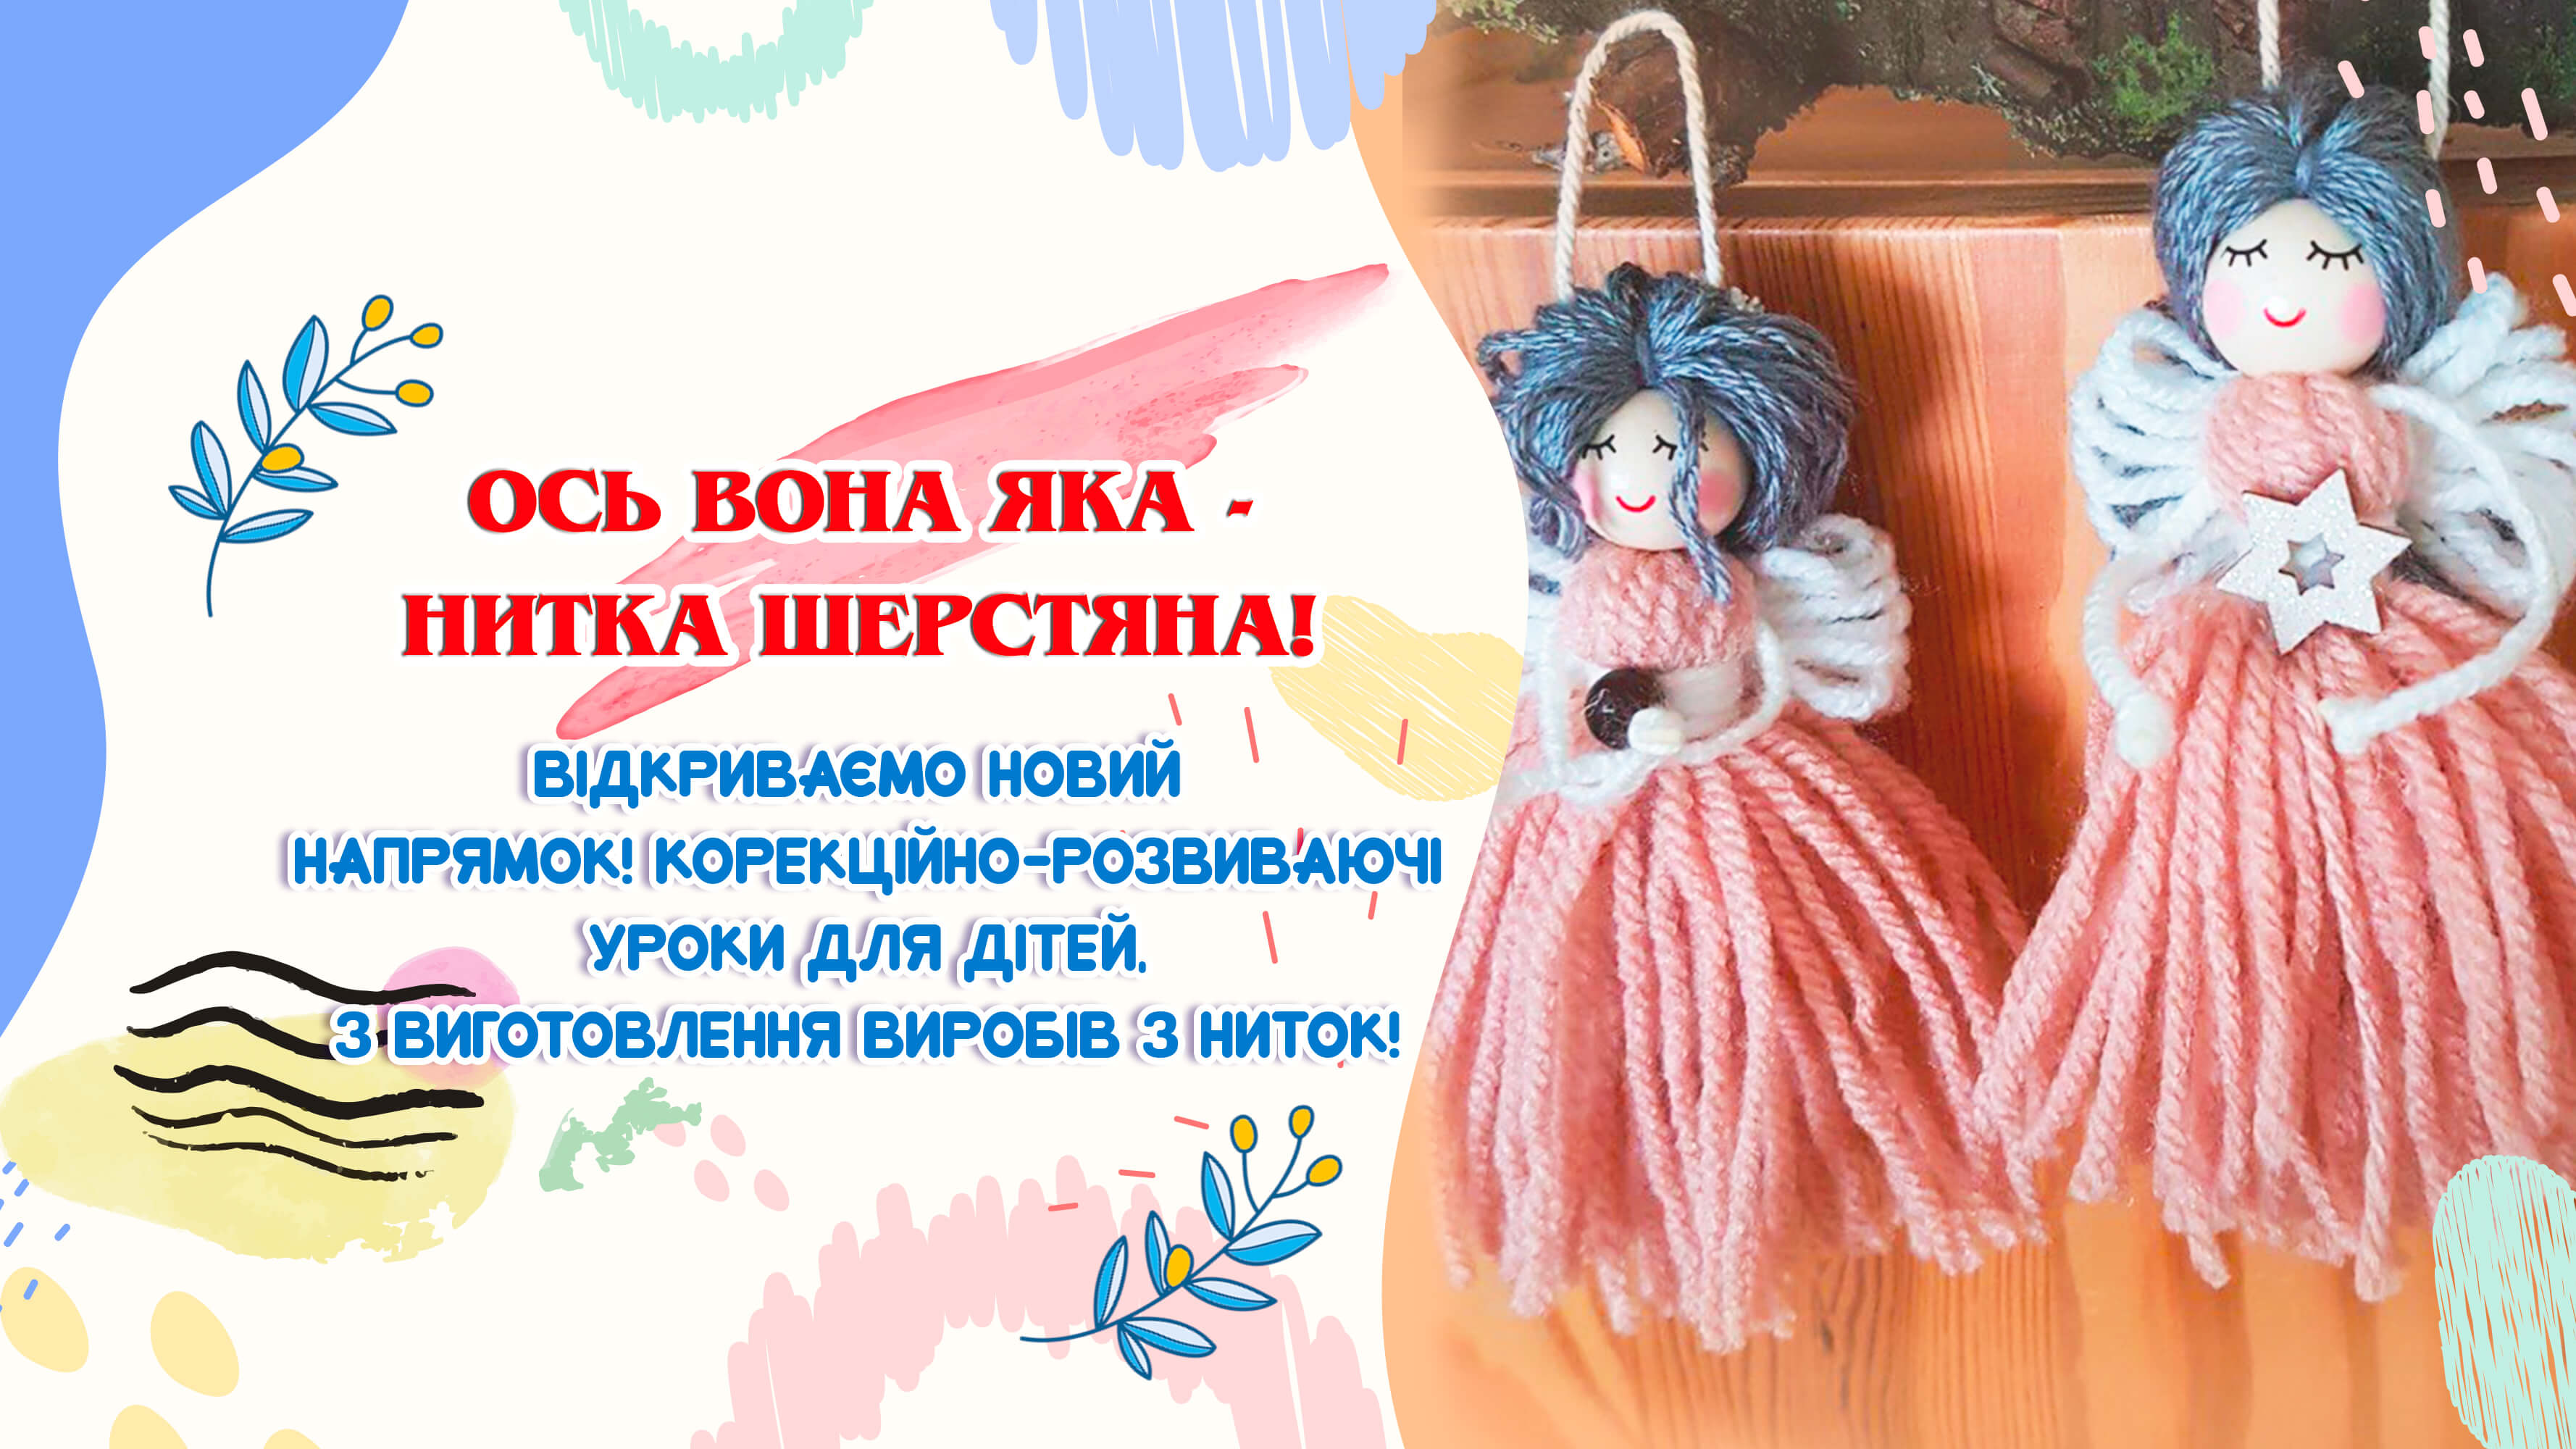 ОСЬ ВОНА ЯКА -
НИТКА ШЕРСТЯНА!
ВІДКРИВАЄМО НОВИЙ
НАПРЯМОК! КОРЕКЦІЙНО-РОЗВИВАЮЧІ
УРОКИ ДЛЯ ДІТЕЙ.
З ВИГОТОВЛЕННЯ ВИРОБІВ З НИТОК!